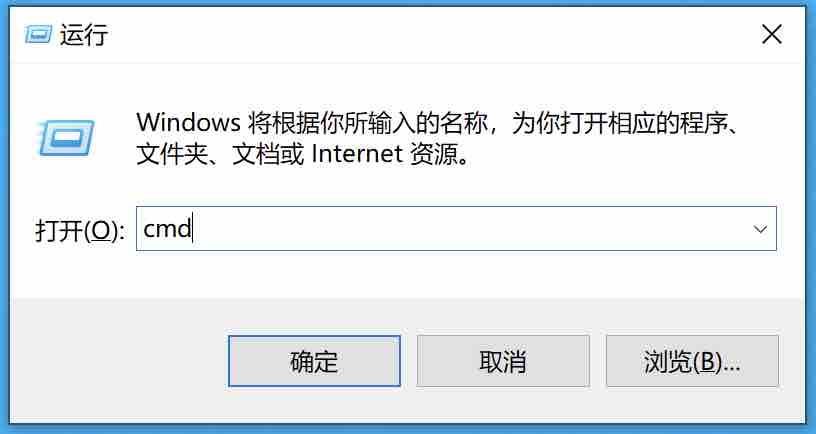 运行
Windows 将根据你所输入的名称，为你打开相应的程序、
文件夹、文档或 Internet 资源。
打开(O): cmd
确定 取消 浏览(B)...